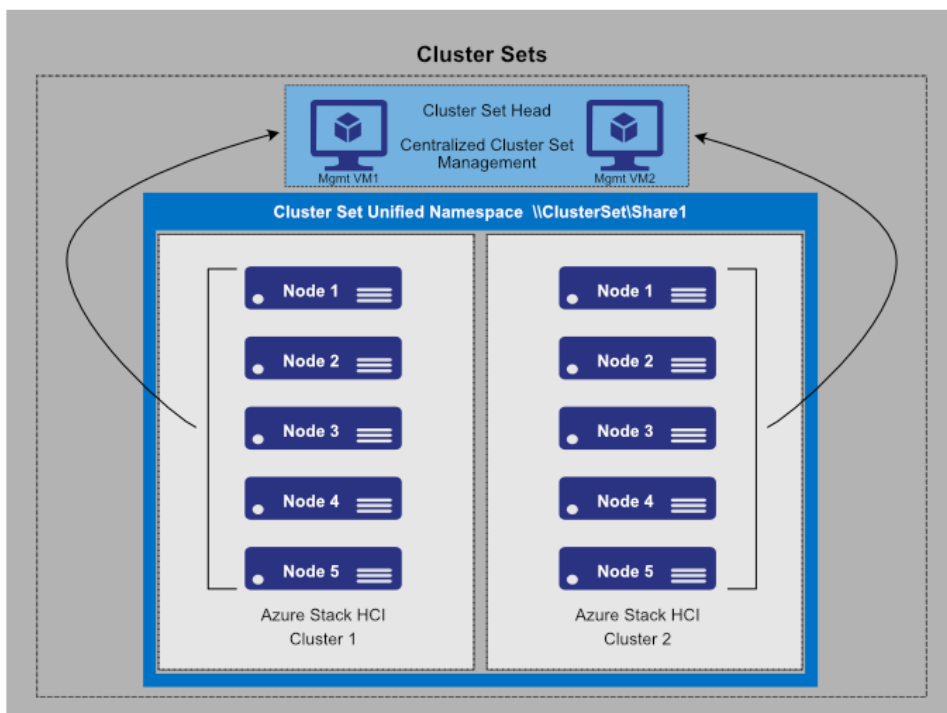 Cluster Sets
Cluster Set Head
Centralized Cluster Set
Management
Mgmt VM1
Mgmt VM2
Cluster Set Unified Namespace \\ClusterSet\Share1
Node 1
Node 2
Node 3
Node 4
Node 5
Azure Stack HCI
Cluster 1
Node 1
Node 2
Node 3
Node 4
Node 5
Azure Stack HCI
Cluster 2